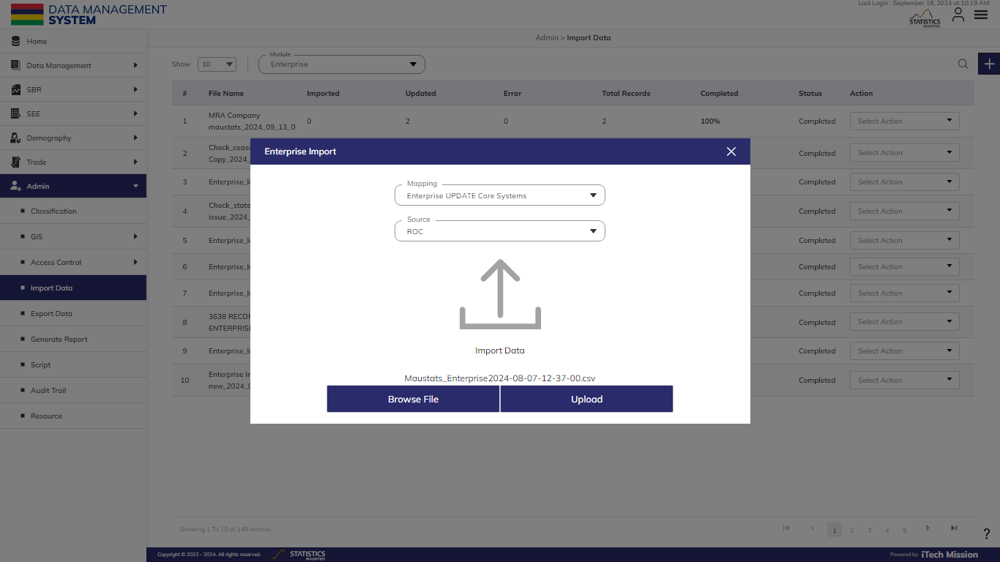 DATA MANAGEMENT
SYSTEM
Last Login : September 16, 2024 at 10:19 AM
STATISTICS
MAURITIUS
Home
Data Management
SBR
SEE
Demography
Trade
Admin
Classification
GIS
Access Control
Import Data
Export Data
Generate Report
Script
Audit Trail
Resource
Admin > Import Data
Show 10
Module
Enterprise
# File Name Imported Updated Error Total Records Completed Status Action
1 MRA Company 0 2 0 2 100% Completed Select Action
maustats_2024_09_13_0
2 Check_cease Completed Select Action
Copy_2024_
3 Enterprise_I Completed Select Action
4 Check_state Completed Select Action
issue_2024_
5 Enterprise_I Completed Select Action
6 Enterprise_I Completed Select Action
7 Enterprise_I Completed Select Action
8 3638 RECOR Completed Select Action
ENTERPRISE
9 Enterprise_I Completed Select Action
10 Enterprise In Completed Select Action
new_2024_0
Enterprise Import
Mapping
Enterprise UPDATE Core Systems
Source
ROC
Import Data
Maustats_Enterprise2024-08-07-12-37-00.csv
Browse File Upload
Showing 1 To 10 of 145 records
1 2 3 4 5
?
Copyright © 2022 - 2024. All rights reserved.
STATISTICS
MAURITIUS
Powered by iTech Mission